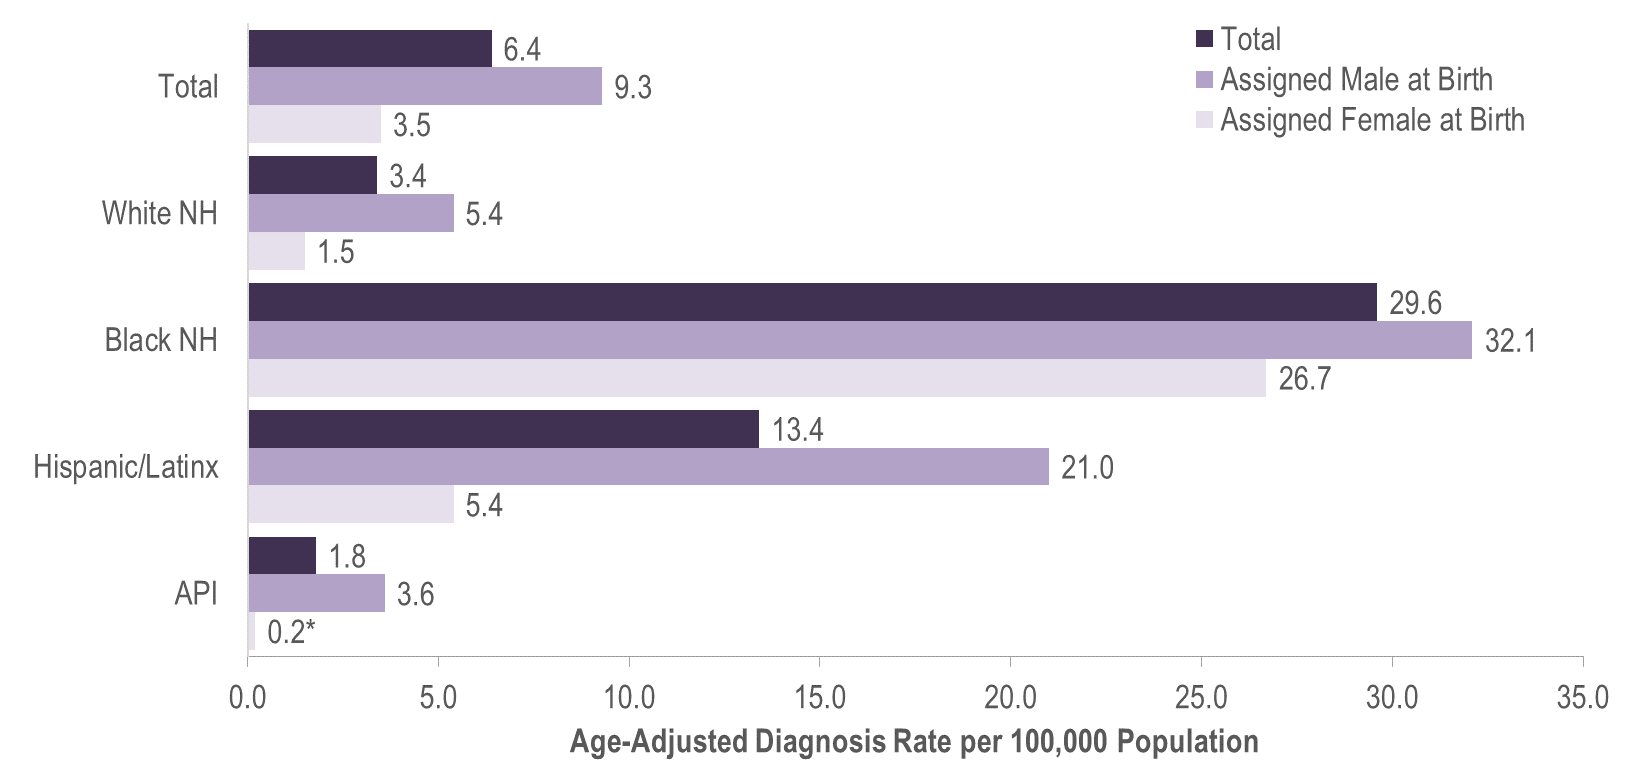 Total
Assigned Male at Birth
Assigned Female at Birth
Total
6.4
9.3
3.5
White NH
3.4
5.4
1.5
Black NH
29.6
32.1
26.7
Hispanic/Latinx
13.4
21.0
5.4
API
1.8
3.6
0.2*
0.0 5.0 10.0 15.0 20.0 25.0 30.0 35.0
Age-Adjusted Diagnosis Rate per 100,000 Population